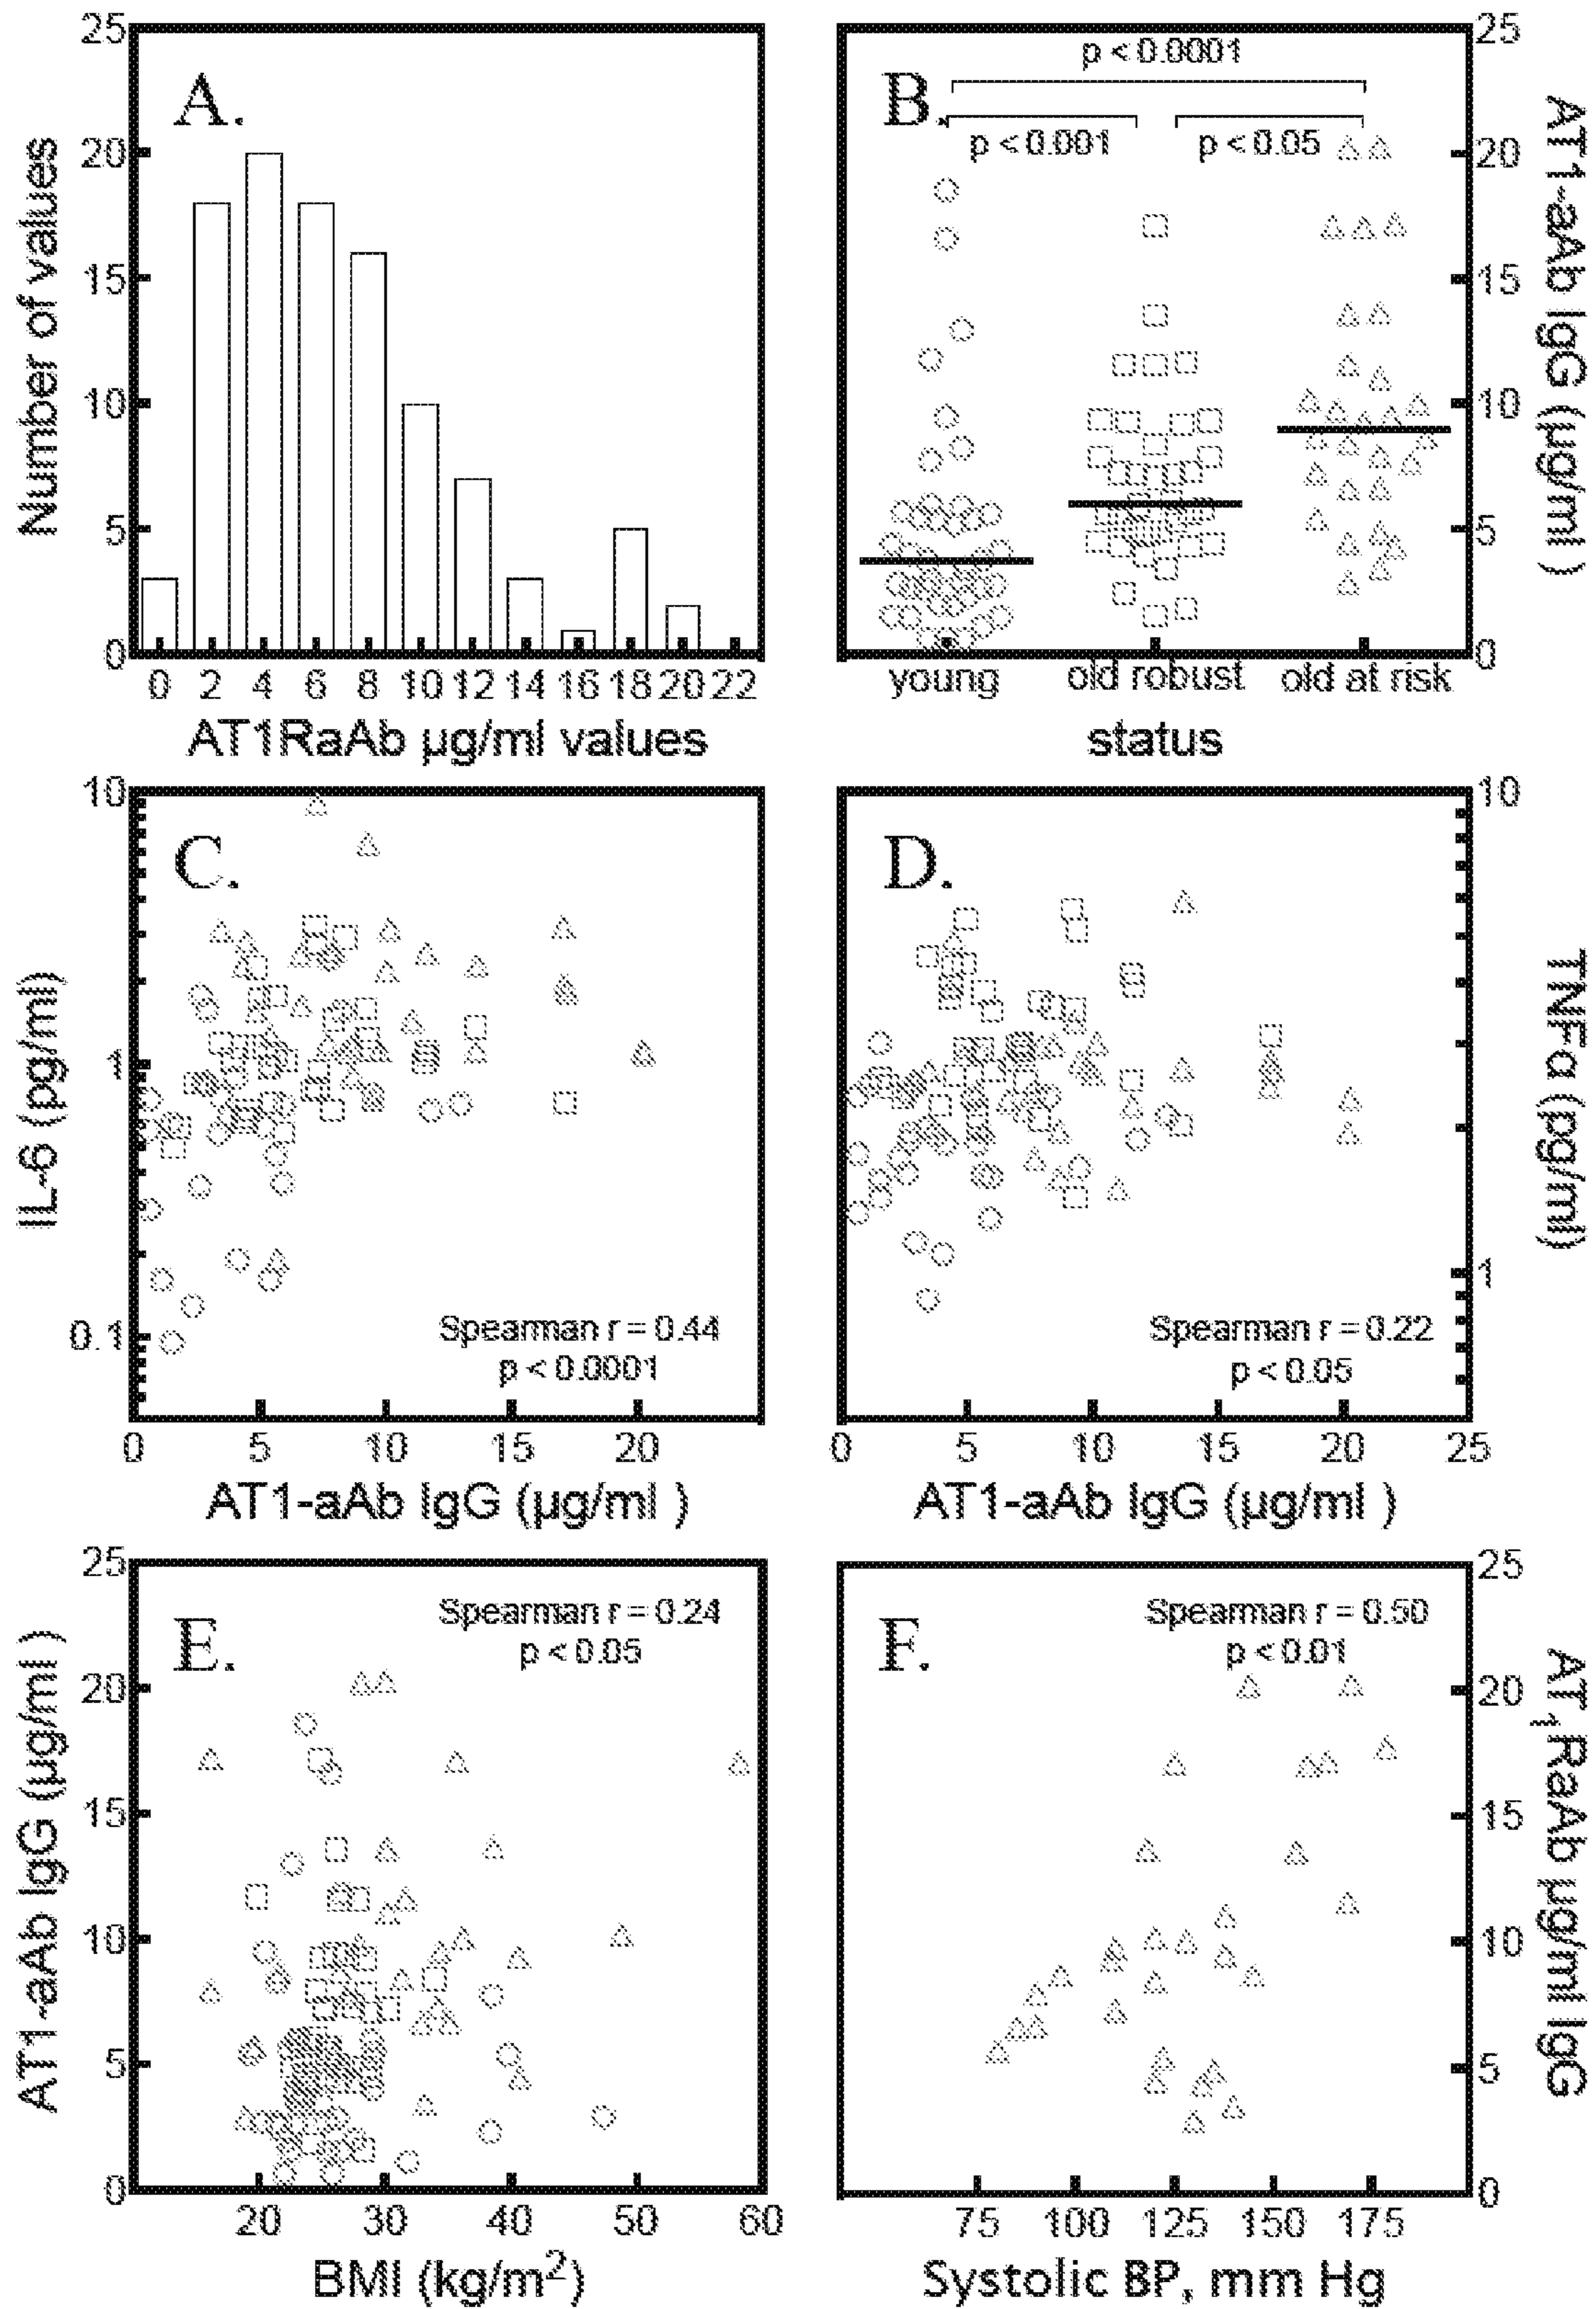 A.
25
20
15
10
5
0
Number of values
0 2 4 6 8 10 12 14 16 18 20 22
AT1RaAb µg/ml values
B.
p < 0.0001
p < 0.001
p < 0.05
25
20
15
10
5
0
AT1-aAb IgG (µg/ml )
young old robust old at risk
status
C.
10
1
0.1
IL-6 (pg/ml)
Spearman r = 0.44
p < 0.0001
0 5 10 15 20
AT1-aAb IgG (µg/ml )
D.
10
1
TNFα (pg/ml)
Spearman r = 0.22
p < 0.05
0 5 10 15 20 25
AT1-aAb IgG (µg/ml )
E.
Spearman r = 0.24
p < 0.05
25
20
15
10
5
0
AT1-aAb IgG (µg/ml )
20 30 40 50 60
BMI (kg/m²)
F.
Spearman r = 0.50
p < 0.01
25
20
15
10
5
0
AT₁RaAb µg/ml IgG
75 100 125 150 175
Systolic BP, mm Hg